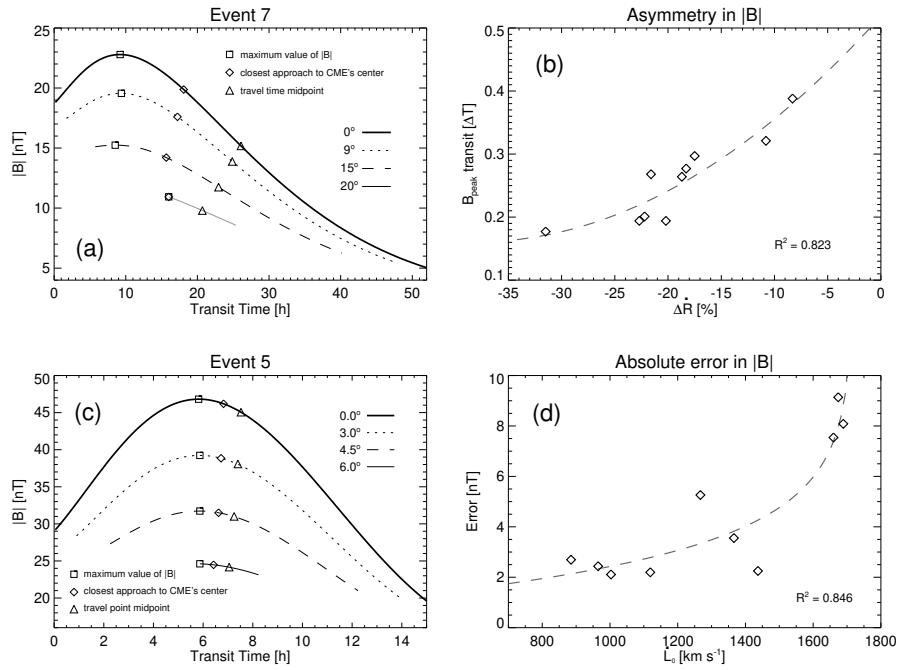 Event 7
25
20
15
10
5
|B| [nT]
0
10
20
30
40
50
Transit Time [h]
maximum value of |B|
closest approach to CME's center
travel time midpoint
0°
9°
15°
20°
(a)
Asymmetry in |B|
0.5
0.4
0.3
0.2
0.1
B_peak transit [ΔT]
-35
-30
-25
-20
-15
-10
-5
0
ΔṘ [%]
(b)
R² = 0.823
Event 5
50
45
40
35
30
25
20
|B| [nT]
0
2
4
6
8
10
12
14
Transit Time [h]
0.0°
3.0°
4.5°
6.0°
(c)
maximum value of |B|
closest approach to CME's center
travel point midpoint
Absolute error in |B|
10
8
6
4
2
0
Error [nT]
800
1000
1200
1400
1600
1800
L̇₀ [km s⁻¹]
(d)
R² = 0.846